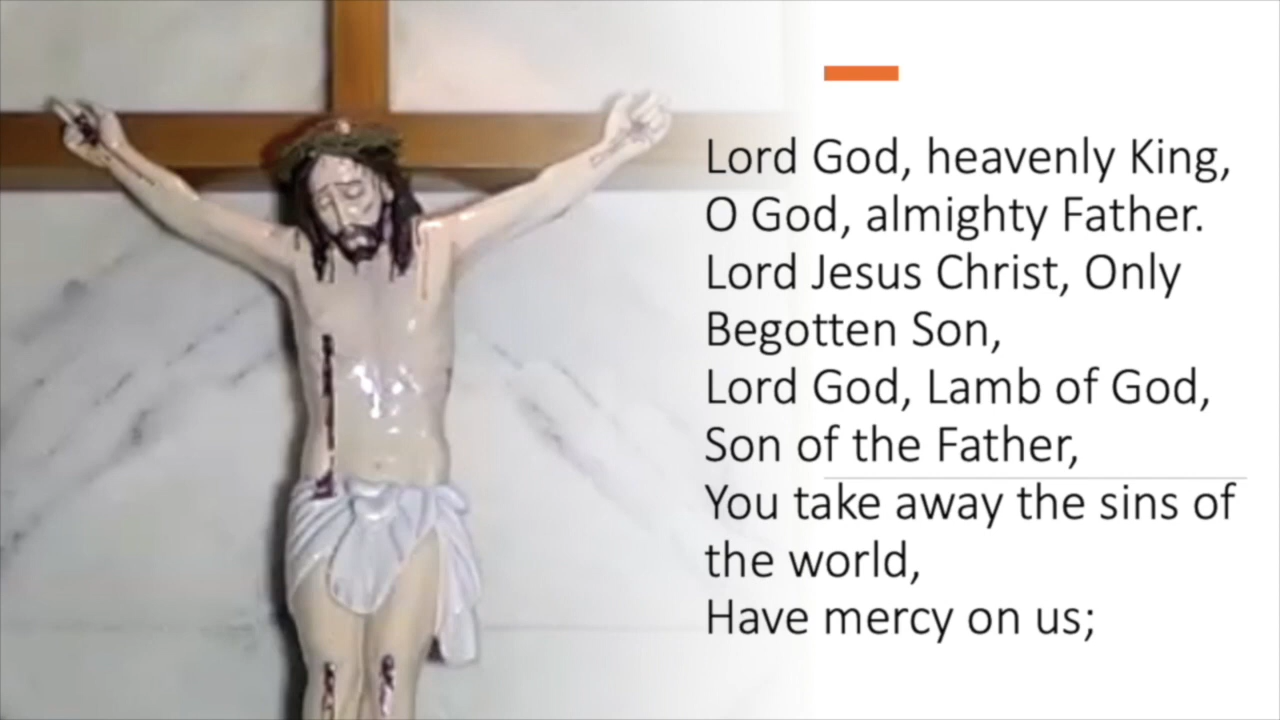 Lord God, heavenly King,
O God, almighty Father.
Lord Jesus Christ, Only
Begotten Son,
Lord God, Lamb of God,
Son of the Father,
You take away the sins of
the world,
Have mercy on us;